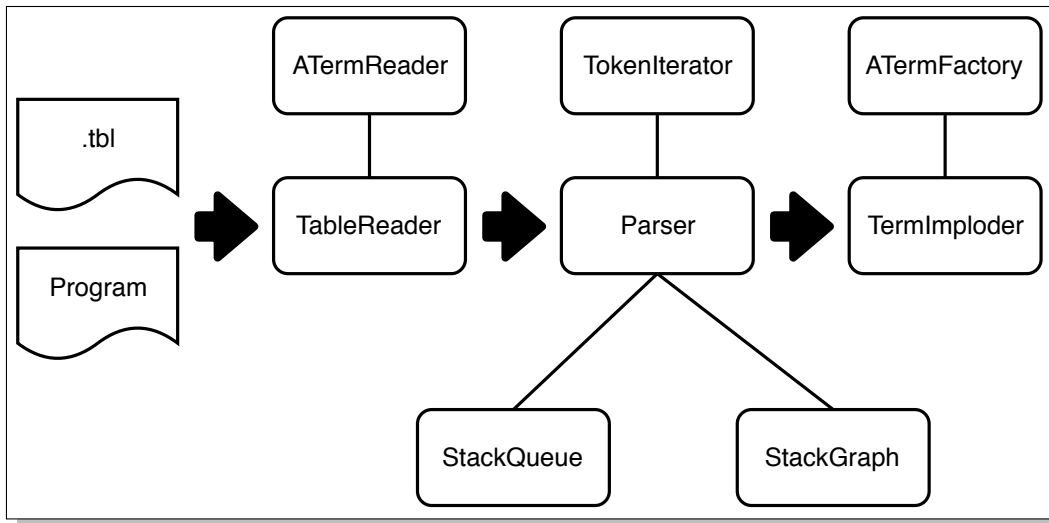 ATermReader
TokenIterator
ATermFactory
.tbl
TableReader
Parser
TermImploder
Program
StackQueue
StackGraph